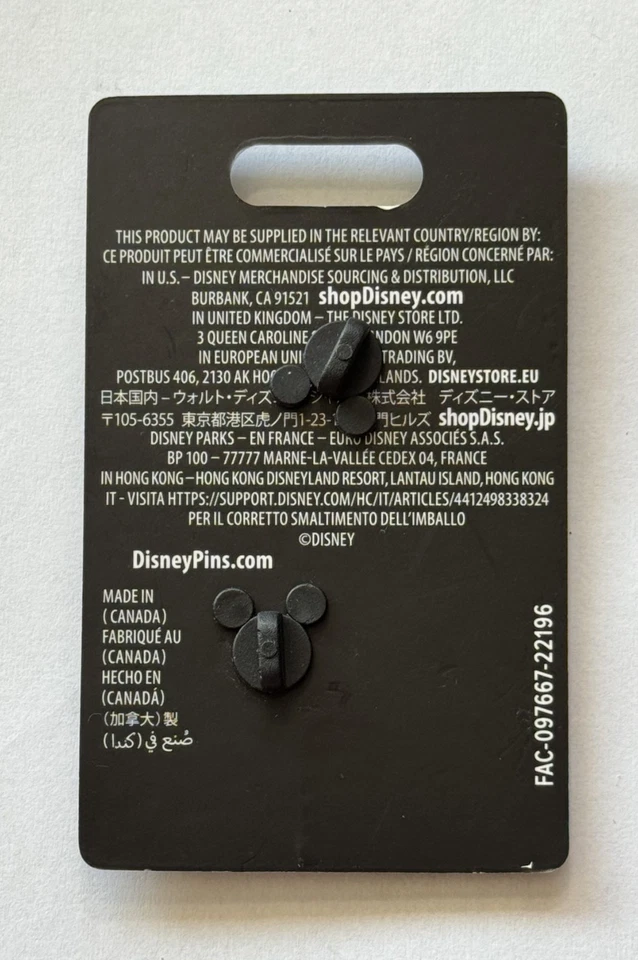 THIS PRODUCT MAY BE SUPPLIED IN THE RELEVANT COUNTRY/REGION BY:
CE PRODUIT PEUT ÊTRE COMMERCIALISÉ SUR LE PAYS / RÉGION CONCERNÉ PAR:
IN U.S.– DISNEY MERCHANDISE SOURCING & DISTRIBUTION, LLC
BURBANK, CA 91521 shopDisney.com
IN UNITED KINGDOM – THE DISNEY STORE LTD.
3 QUEEN CAROLINE W6 9PE
IN EUROPEAN TRADING BV,
POSTBUS 406, 2130 AK DISNEYSTORE.EU
日本国内 – ウォルト・ディズ 株式会社 ディズニー・ストア
〒105-6355 東京都港区虎ノ門1-23-1 門ヒルズ shopDisney.jp
DISNEY PARKS – EN FRANCE – EURO DISNEY ASSOCIÉS S.A.S.
BP 100 – 77777 MARNE-LA-VALLÉE CEDEX 04, FRANCE
IN HONG KONG –HONG KONG DISNEYLAND RESORT, LANTAU ISLAND, HONG KONG
IT - VISITA HTTPS://SUPPORT.DISNEY.COM/HC/IT/ARTICLES/4412498338324
PER IL CORRETTO SMALTIMENTO DELL'IMBALLO
©DISNEY
DisneyPins.com
MADE IN
( CANADA)
FABRIQUÉ AU
(CANADA)
HECHO EN
(CANADÁ)
(加拿大) 製
صُنع في (كندا)
FAC-097667-22196